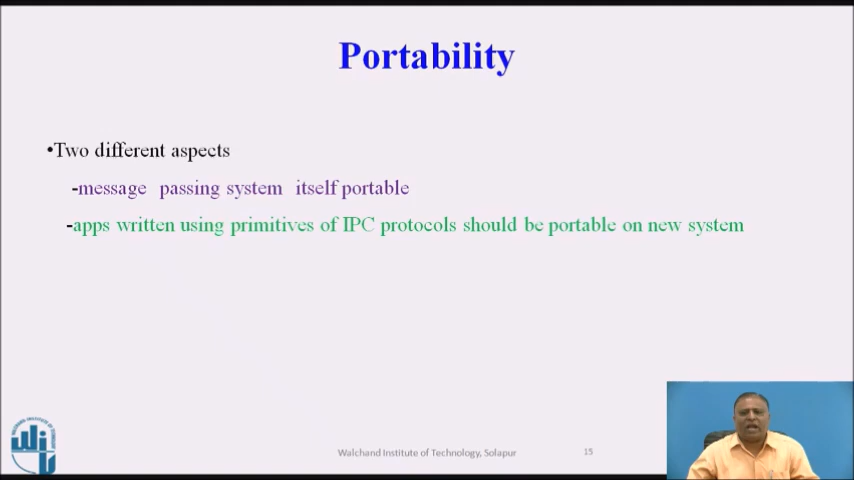 Portability
•Two different aspects
-message passing system itself portable
-apps written using primitives of IPC protocols should be portable on new system
Walchand Institute of Technology, Solapur
15